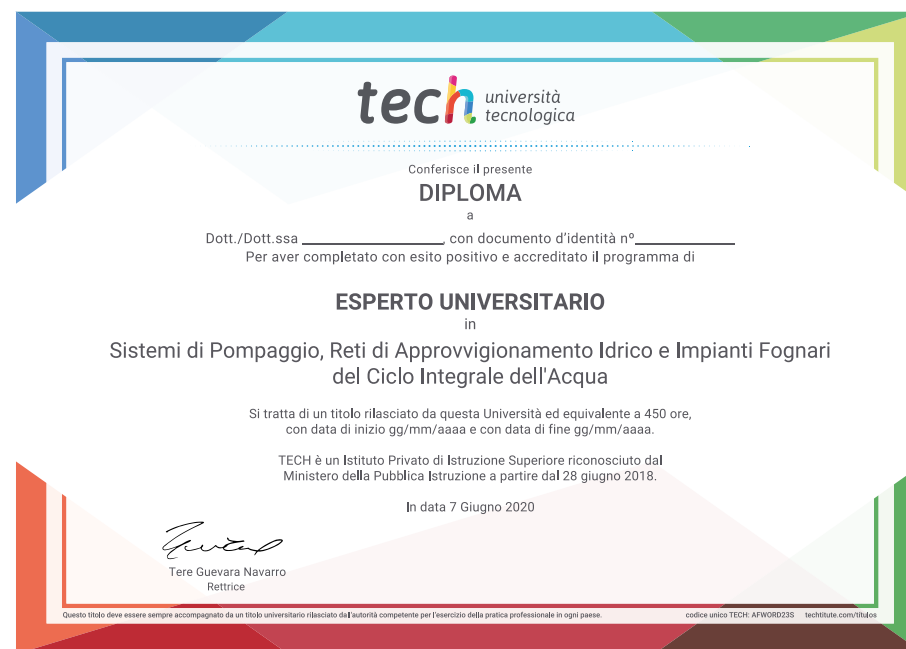 tech università
tecnologica
Conferisce il presente
DIPLOMA
a
Dott./Dott.ssa ____________________, con documento d'identità nº______________
Per aver completato con esito positivo e accreditato il programma di
ESPERTO UNIVERSITARIO
in
Sistemi di Pompaggio, Reti di Approvvigionamento Idrico e Impianti Fognari
del Ciclo Integrale dell'Acqua
Si tratta di un titolo rilasciato da questa Università ed equivalente a 450 ore,
con data di inizio gg/mm/aaaa e con data di fine gg/mm/aaaa.
TECH è un Istituto Privato di Istruzione Superiore riconosciuto dal
Ministero della Pubblica Istruzione a partire dal 28 giugno 2018.
In data 7 Giugno 2020
Tere Guevara Navarro
Rettrice
Questo titolo deve essere sempre accompagnato da un titolo universitario rilasciato dall'autorità competente per l'esercizio della pratica professionale in ogni paese. codice unico TECH: AFWORD23S techtitute.com/títulos